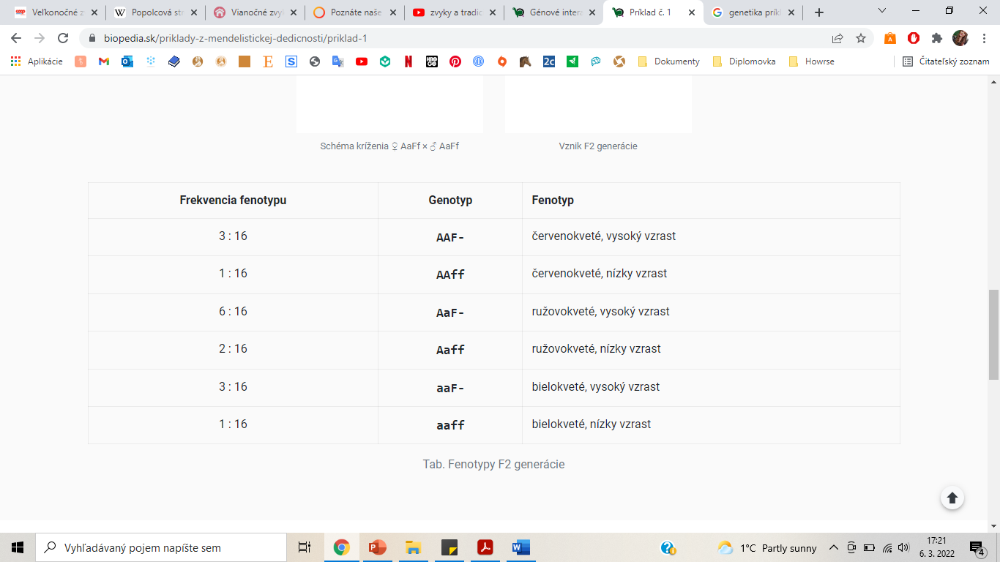 Veľkonočné z
Popolcová str
Vianočné zvyk
Poznáte naše
zvyky a tradic
Génové intera
Príklad č. 1
genetika príkl
biopedia.sk/priklady-z-mendelistickej-dedicnosti/priklad-1
Aplikácie
Dokumenty
Diplomovka
Howrse
Čitateľský zoznam
Schéma kríženia ♀ AaFf × ♂ AaFf
Vznik F2 generácie
Frekvencia fenotypu Genotyp Fenotyp
3 : 16 AAF- červenokveté, vysoký vzrast
1 : 16 AAff červenokveté, nízky vzrast
6 : 16 AaF- ružovokveté, vysoký vzrast
2 : 16 Aaff ružovokveté, nízky vzrast
3 : 16 aaF- bielokveté, vysoký vzrast
1 : 16 aaff bielokveté, nízky vzrast
Tab. Fenotypy F2 generácie
Vyhľadávaný pojem napíšte sem
1°C Partly sunny
17:21
6. 3. 2022
4